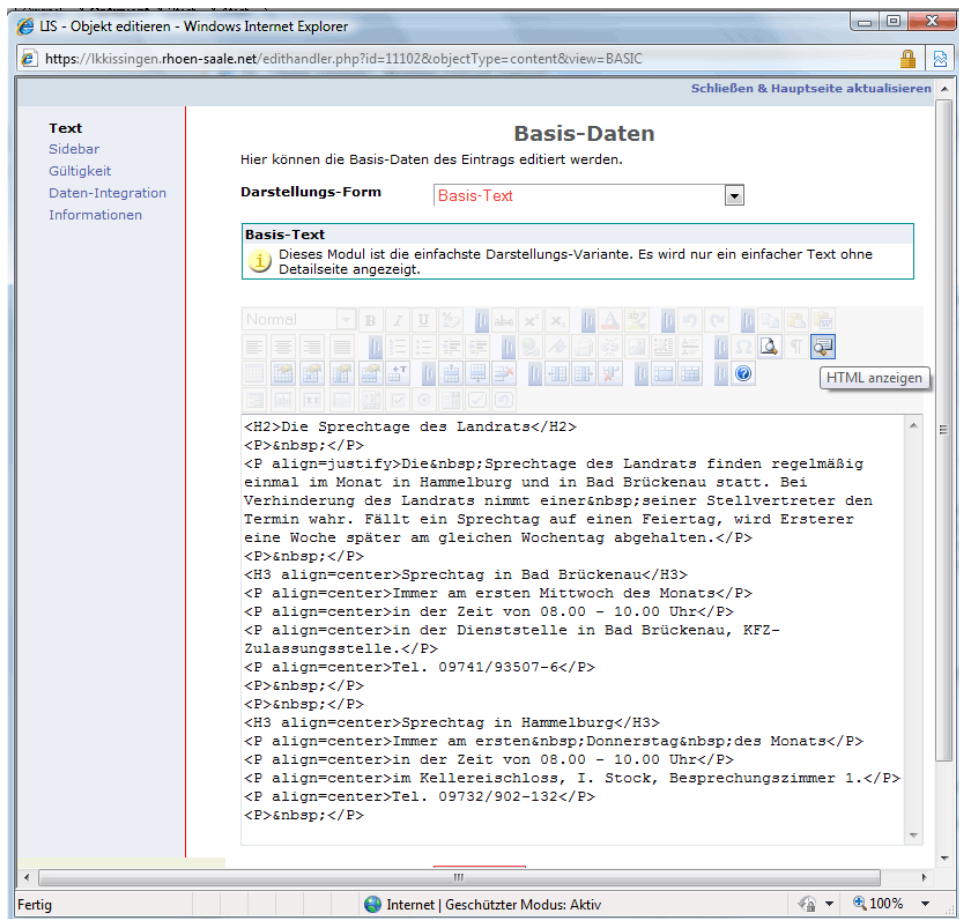 LIS - Objekt editieren - Windows Internet Explorer
https://lkkissingen.rhoen-saale.net/edithandler.php?id=11102&objectType=content&view=BASIC
Schließen & Hauptseite aktualisieren
Text
Sidebar
Gültigkeit
Daten-Integration
Informationen
Basis-Daten
Hier können die Basis-Daten des Eintrags editiert werden.
Darstellungs-Form
Basis-Text
Basis-Text
Dieses Modul ist die einfachste Darstellungs-Variante. Es wird nur ein einfacher Text ohne
Detailseite angezeigt.
Normal
HTML anzeigen
<H2>Die Sprechtage des Landrats</H2>
<P>&nbsp;</P>
<P align=justify>Die&nbsp;Sprechtage des Landrats finden regelmäßig
einmal im Monat in Hammelburg und in Bad Brückenau statt. Bei
Verhinderung des Landrats nimmt einer&nbsp;seiner Stellvertreter den
Termin wahr. Fällt ein Sprechtag auf einen Feiertag, wird Ersterer
eine Woche später am gleichen Wochentag abgehalten.</P>
<P>&nbsp;</P>
<H3 align=center>Sprechtag in Bad Brückenau</H3>
<P align=center>Immer am ersten Mittwoch des Monats</P>
<P align=center>in der Zeit von 08.00 - 10.00 Uhr</P>
<P align=center>in der Dienststelle in Bad Brückenau, KFZ-
Zulassungsstelle.</P>
<P align=center>Tel. 09741/93507-6</P>
<P>&nbsp;</P>
<P>&nbsp;</P>
<H3 align=center>Sprechtag in Hammelburg</H3>
<P align=center>Immer am ersten&nbsp;Donnerstag&nbsp;des Monats</P>
<P align=center>in der Zeit von 08.00 - 10.00 Uhr</P>
<P align=center>im Kellereischloss, I. Stock, Besprechungszimmer 1.</P>
<P align=center>Tel. 09732/902-132</P>
<P>&nbsp;</P>
Fertig
Internet | Geschützter Modus: Aktiv
100%